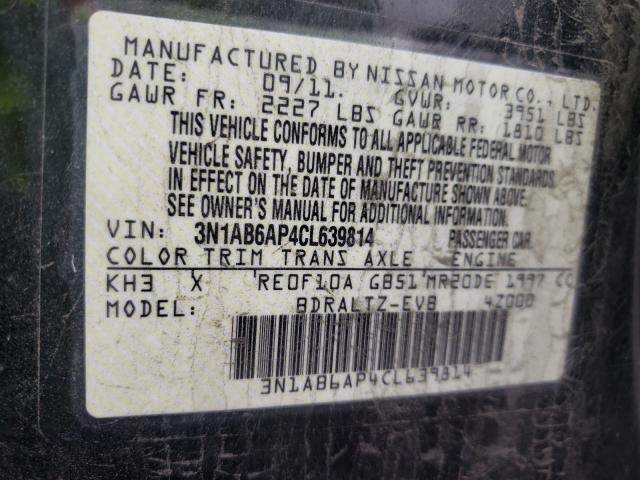 MANUFACTURED BY NISSAN MOTOR CO., LTD.
DATE: 09/11. GVWR: 3951 LBS
GAWR FR: 2227 LBS GAWR RR: 1810 LBS
THIS VEHICLE CONFORMS TO ALL APPLICABLE FEDERAL MOTOR
VEHICLE SAFETY, BUMPER AND THEFT PREVENTION STANDARDS
IN EFFECT ON THE DATE OF MANUFACTURE SHOWN ABOVE.
SEE OWNER'S MANUAL FOR ADDITIONAL INFORMATION.
VIN: 3N1AB6AP4CL639814 PASSENGER CAR
COLOR TRIM TRANS AXLE ENGINE
KH3 X RE0F10A GB51 MR20DE 1997 CC
MODEL: BDRALTZ-EVB 4Z000
3N1AB6AP4CL639814